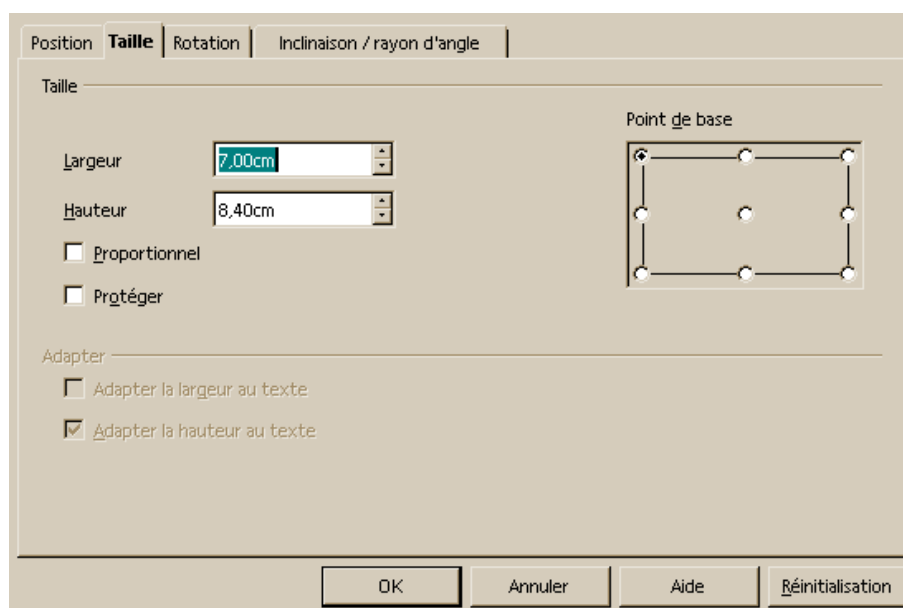 Position Taille Rotation Inclinaison / rayon d'angle
Taille
Point de base
Largeur 7,00cm
Hauteur 8,40cm
Proportionnel
Protéger
Adapter
Adapter la largeur au texte
Adapter la hauteur au texte
OK Annuler Aide Réinitialisation